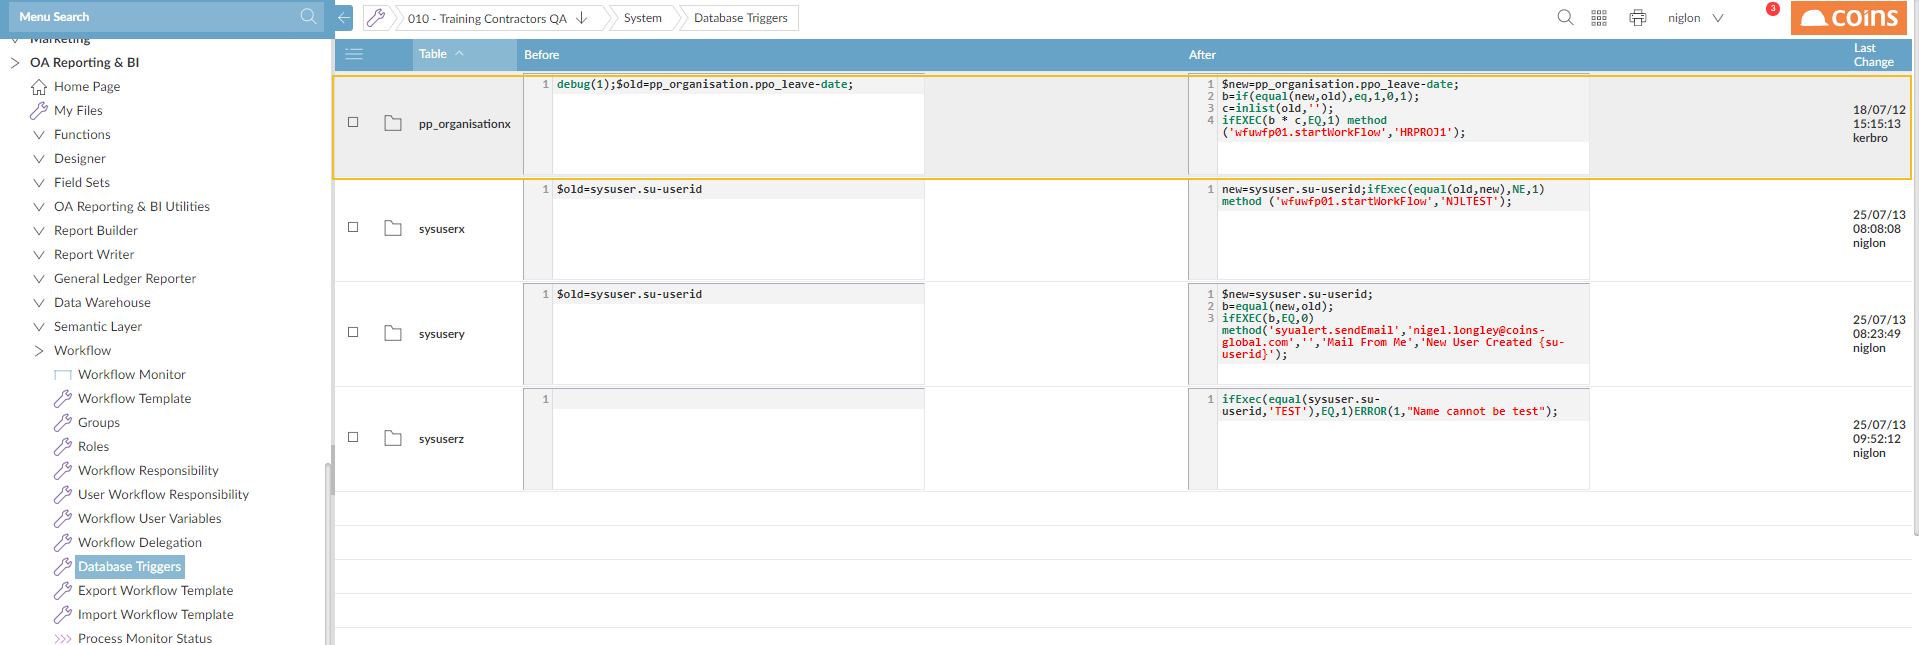 Menu Search
010 - Training Contractors QA
System
Database Triggers
niglon
3
coins
Marketing
OA Reporting & BI
Home Page
My Files
Functions
Designer
Field Sets
OA Reporting & BI Utilities
Report Builder
Report Writer
General Ledger Reporter
Data Warehouse
Semantic Layer
Workflow
Workflow Monitor
Workflow Template
Groups
Roles
Workflow Responsibility
User Workflow Responsibility
Workflow User Variables
Workflow Delegation
Database Triggers
Export Workflow Template
Import Workflow Template
Process Monitor Status
Table
Before
After
Last
Change
pp_organisationx
1 debug(1);$old=pp_organisation.ppo_leave-date;
1 $new=pp_organisation.ppo_leave-date;
2 b=if(equal(new,old),eq,1,0,1);
3 c=inlist(old,'');
4 ifEXEC(b * c,EQ,1) method
('wfuwfp01.startWorkFlow','HRPROJ1');
18/07/12
15:15:13
kerbro
sysuserx
1 $old=sysuser.su-userid
1 new=sysuser.su-userid;ifExec(equal(old,new),NE,1)
method ('wfuwfp01.startWorkFlow','NJLTEST');
25/07/13
08:08:08
niglon
sysusery
1 $old=sysuser.su-userid
1 $new=sysuser.su-userid;
2 b=equal(new,old);
3 ifEXEC(b,EQ,0)
method('syualert.sendEmail','nigel.longley@coins-
global.com','','Mail From Me','New User Created {su-
userid}');
25/07/13
08:23:49
niglon
sysuserz
1
1 ifExec(equal(sysuser.su-
userid,'TEST'),EQ,1)ERROR(1,"Name cannot be test");
25/07/13
09:52:12
niglon